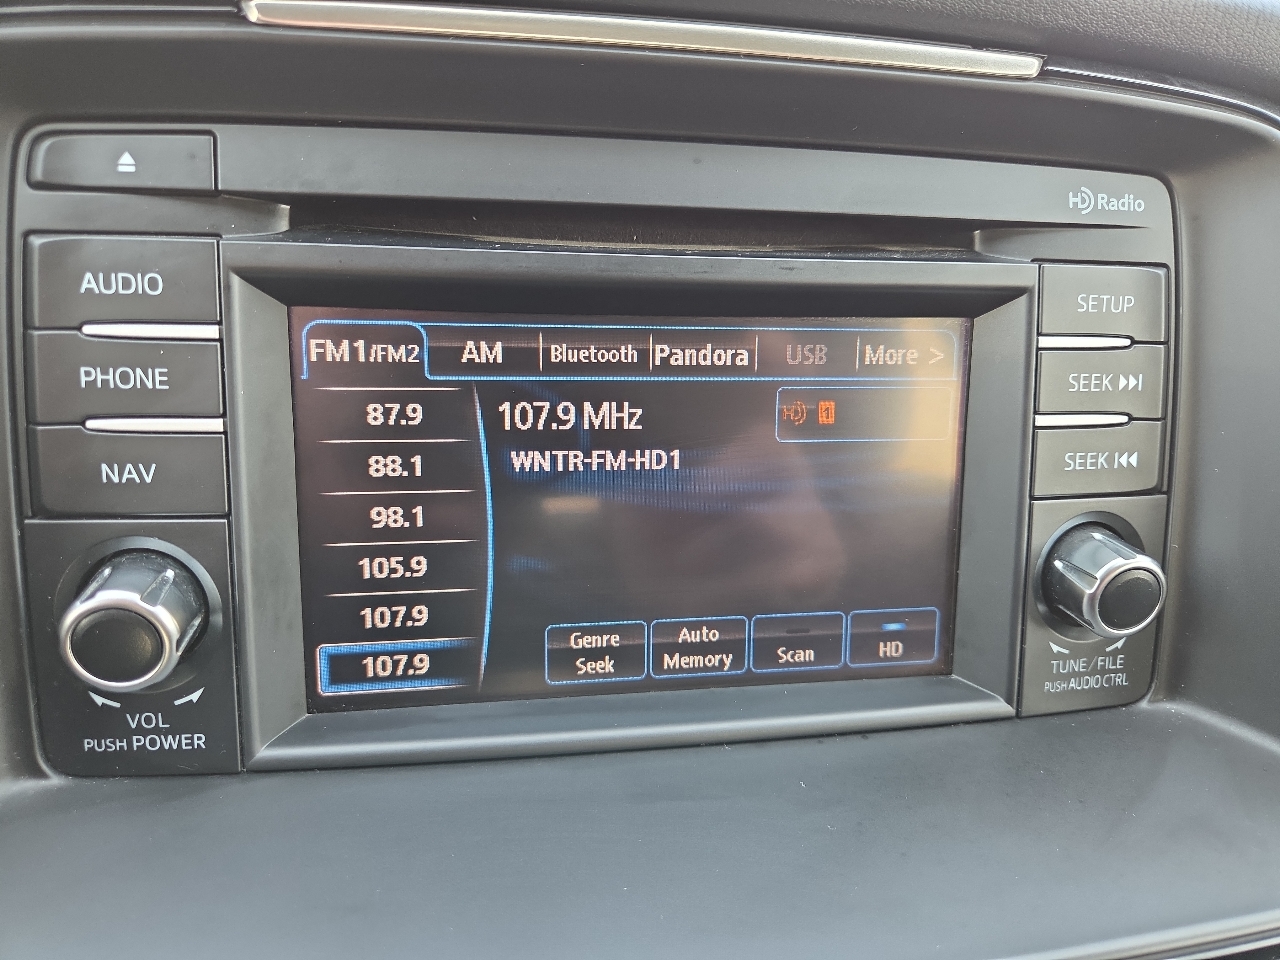 HD Radio
AUDIO
PHONE
NAV
VOL
PUSH POWER
FM1/FM2
AM
Bluetooth
Pandora
USB
More >
87.9
88.1
98.1
105.9
107.9
107.9
107.9 MHz
HD 1
WNTR-FM-HD1
Genre
Seek
Auto
Memory
Scan
HD
SETUP
SEEK
SEEK
TUNE/FILE
PUSH AUDIO CTRL